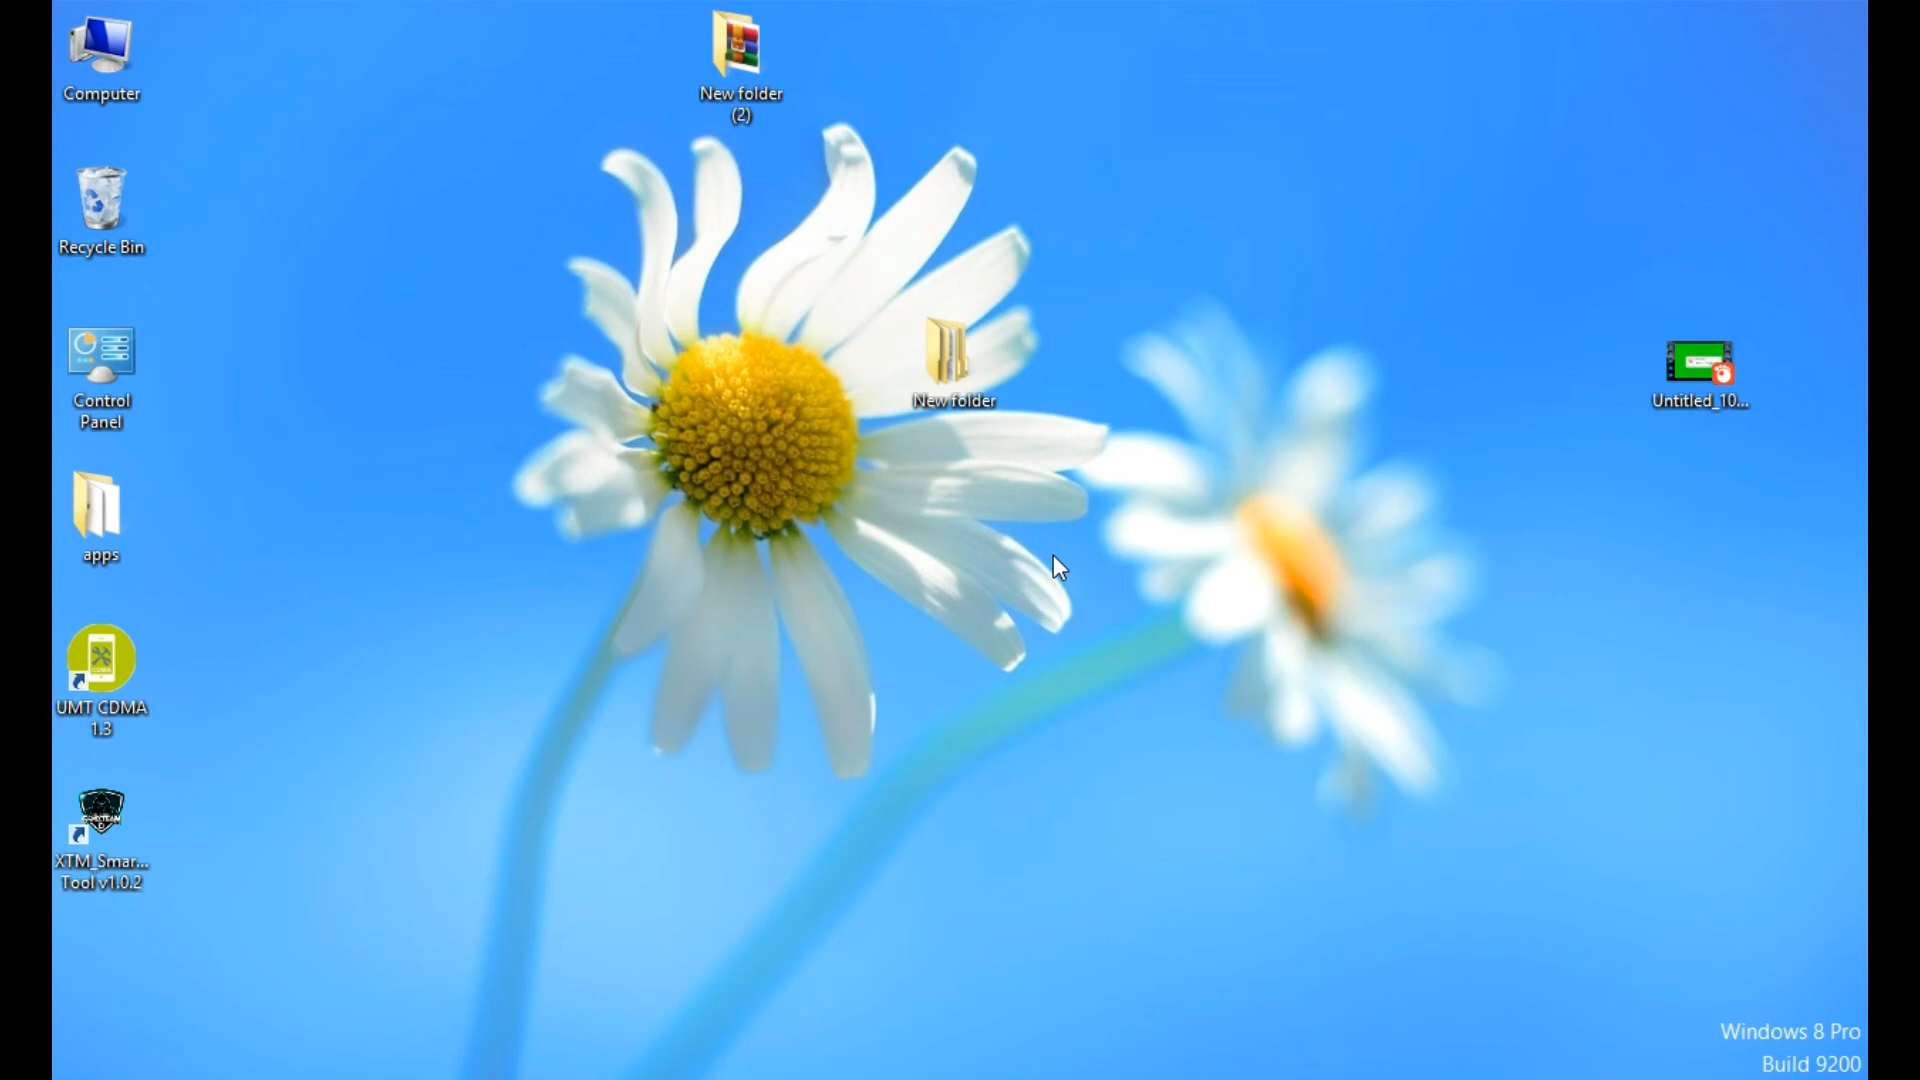 Computer
New folder
(2)
Recycle Bin
Control
Panel
New folder
Untitled_10...
apps
UMT CDMA
1.3
XTM_Smar...
Tool v1.0.2
Windows 8 Pro
Build 9200